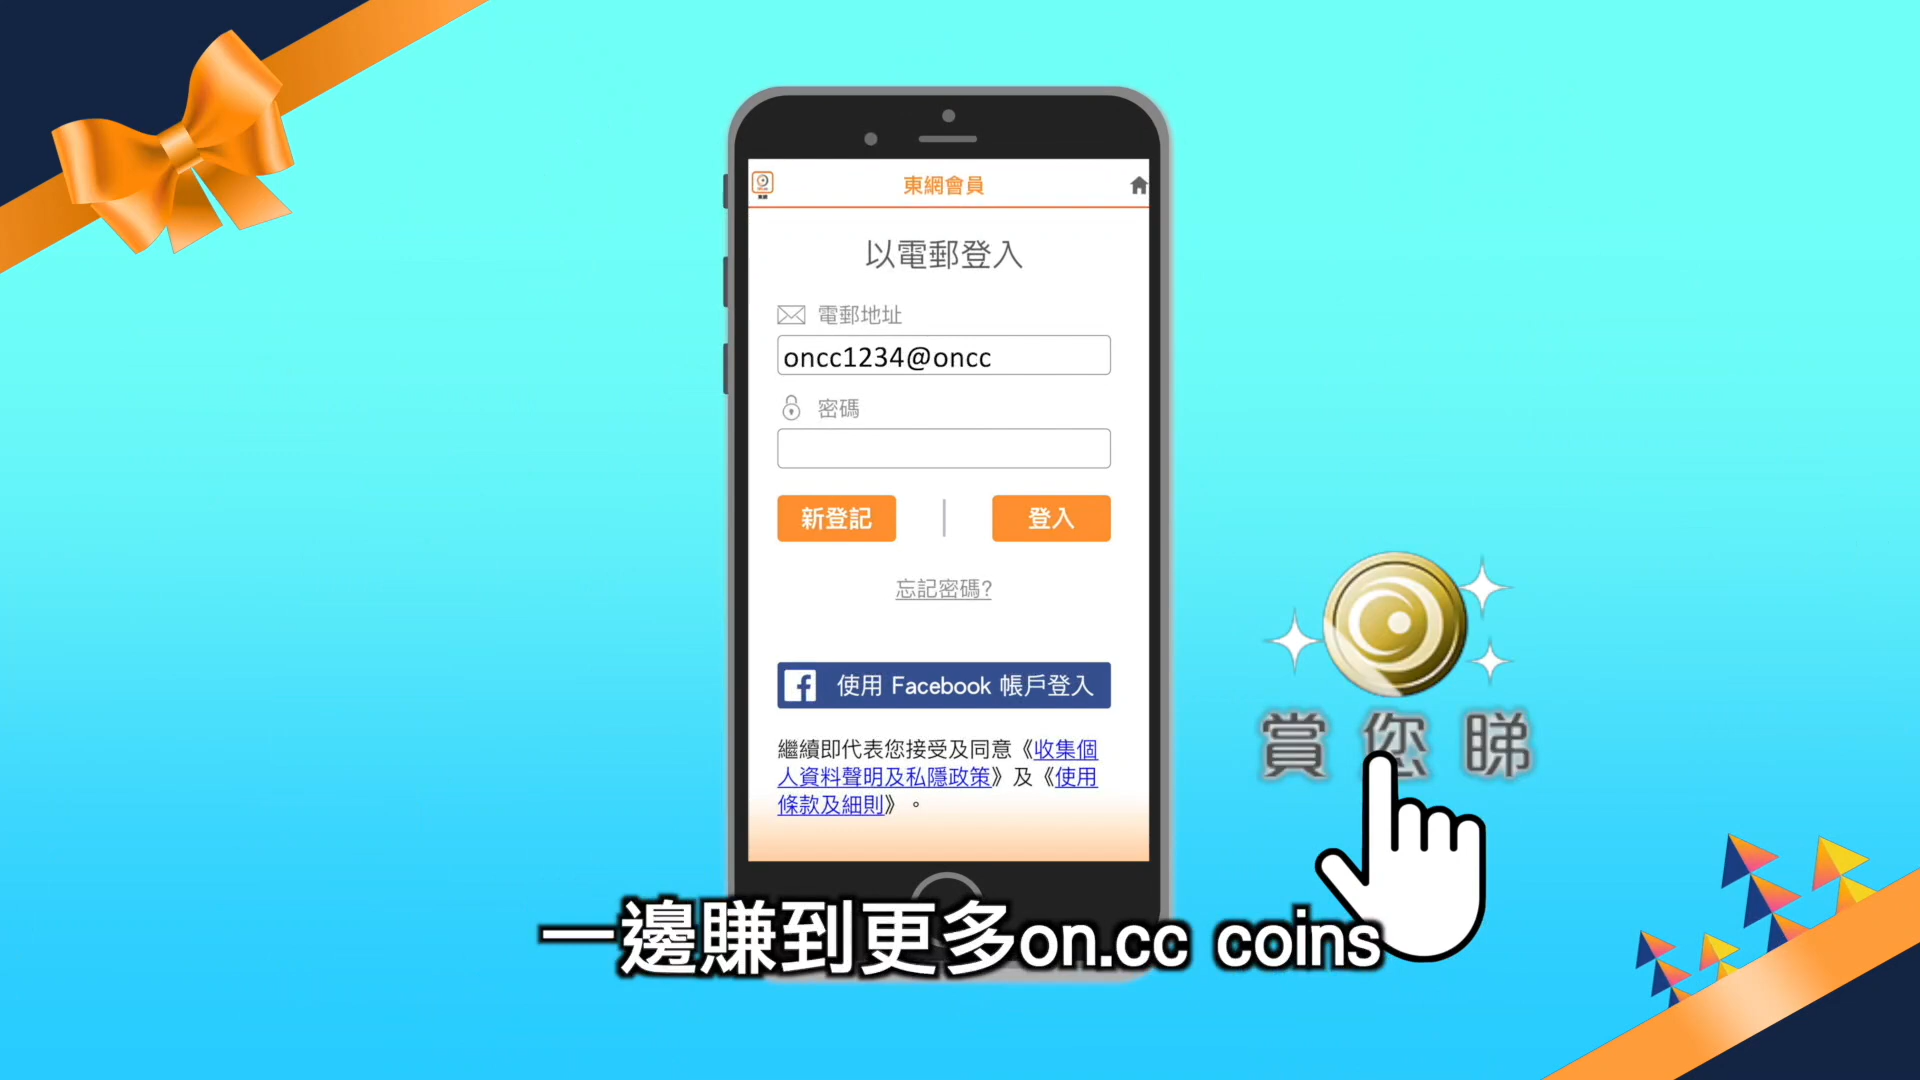 東網會員
以電郵登入
電郵地址
oncc1234@oncc
密碼
新登記 | 登入
忘記密碼?
使用 Facebook 帳戶登入
繼續即代表您接受及同意《收集個
人資料聲明及私隱政策》及《使用
條款及細則》。
賞您睇
一邊賺到更多on.cc coins